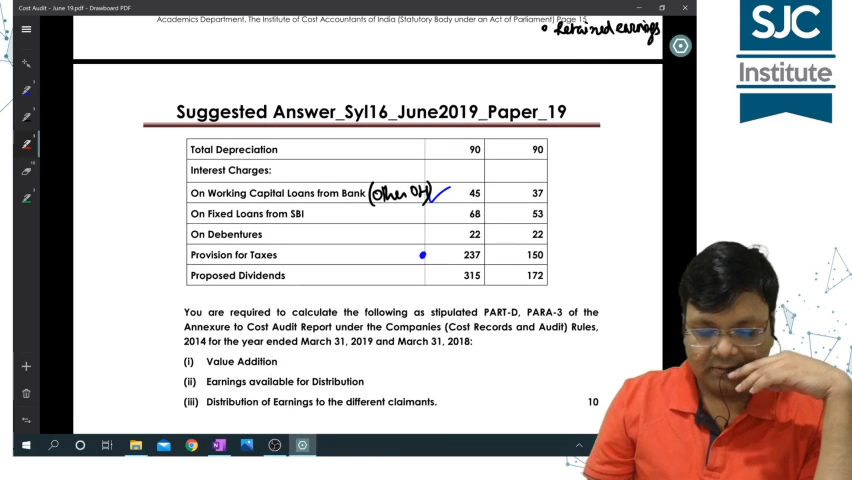 Cost Audit - June 19.pdf - Drawboard PDF
Academics Department, The Institute of Cost Accountants of India (Statutory Body under an Act of Parliament) Page 15
Retained earnings
SJC
Institute
Suggested Answer_Syl16_June2019_Paper_19
Total Depreciation 90 90
Interest Charges:
On Working Capital Loans from Bank (Other OH) 45 37
On Fixed Loans from SBI 68 53
On Debentures 22 22
Provision for Taxes 237 150
Proposed Dividends 315 172
You are required to calculate the following as stipulated PART-D, PARA-3 of the
Annexure to Cost Audit Report under the Companies (Cost Records and Audit) Rules,
2014 for the year ended March 31, 2019 and March 31, 2018:
(i) Value Addition
(ii) Earnings available for Distribution
(iii) Distribution of Earnings to the different claimants. 10